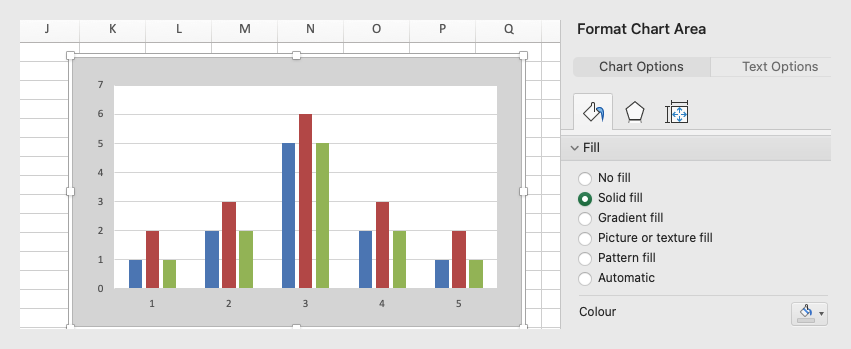 J K L M N O P Q
7
6
5
4
3
2
1
0
1 2 3 4 5
Format Chart Area
Chart Options Text Options
Fill
No fill
Solid fill
Gradient fill
Picture or texture fill
Pattern fill
Automatic
Colour